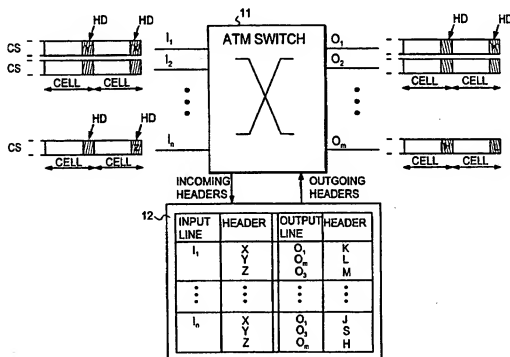 HD HD 11 HD HD
CS I1 ATM SWITCH O1
CS I2 O2
CELL CELL CELL CELL
HD HD
CS In Om
CELL CELL CELL CELL
INCOMING HEADERS OUTGOING HEADERS
12
INPUT LINE HEADER OUTPUT LINE HEADER
I1 X O1 K
Y Om L
Z O3 M
In X O1 J
Y O3 S
Z Om H